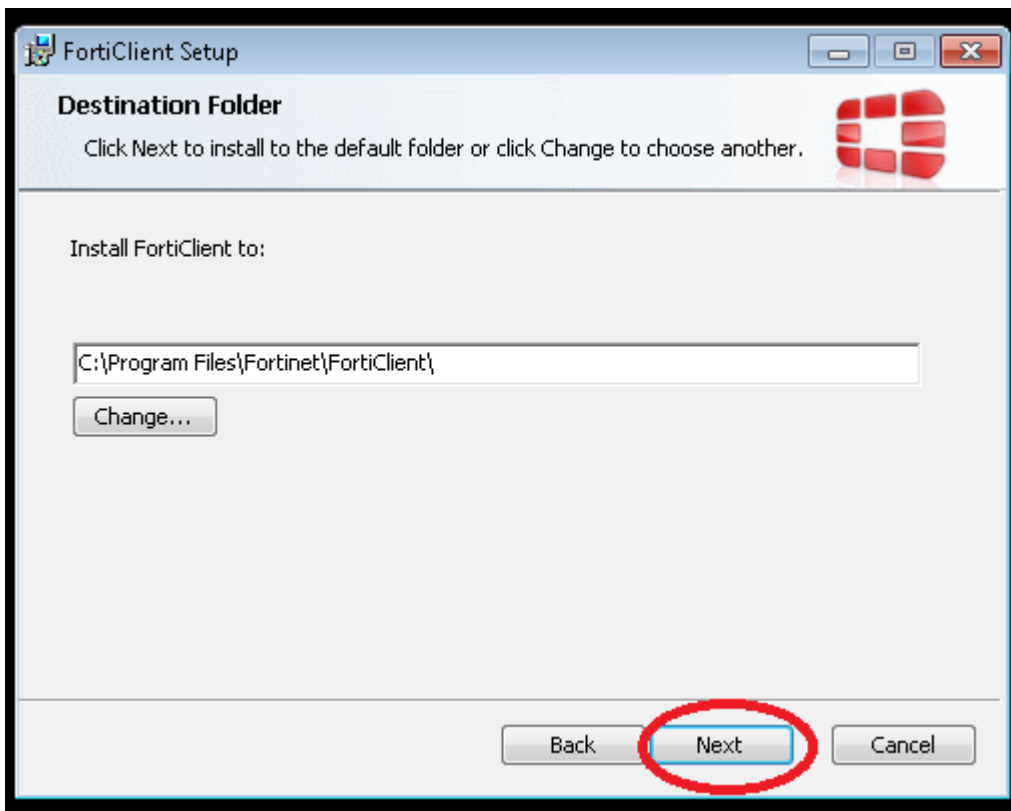 FortiClient Setup
Destination Folder
Click Next to install to the default folder or click Change to choose another.
Install FortiClient to:
C:\Program Files\Fortinet\FortiClient\
Change...
Back Next Cancel